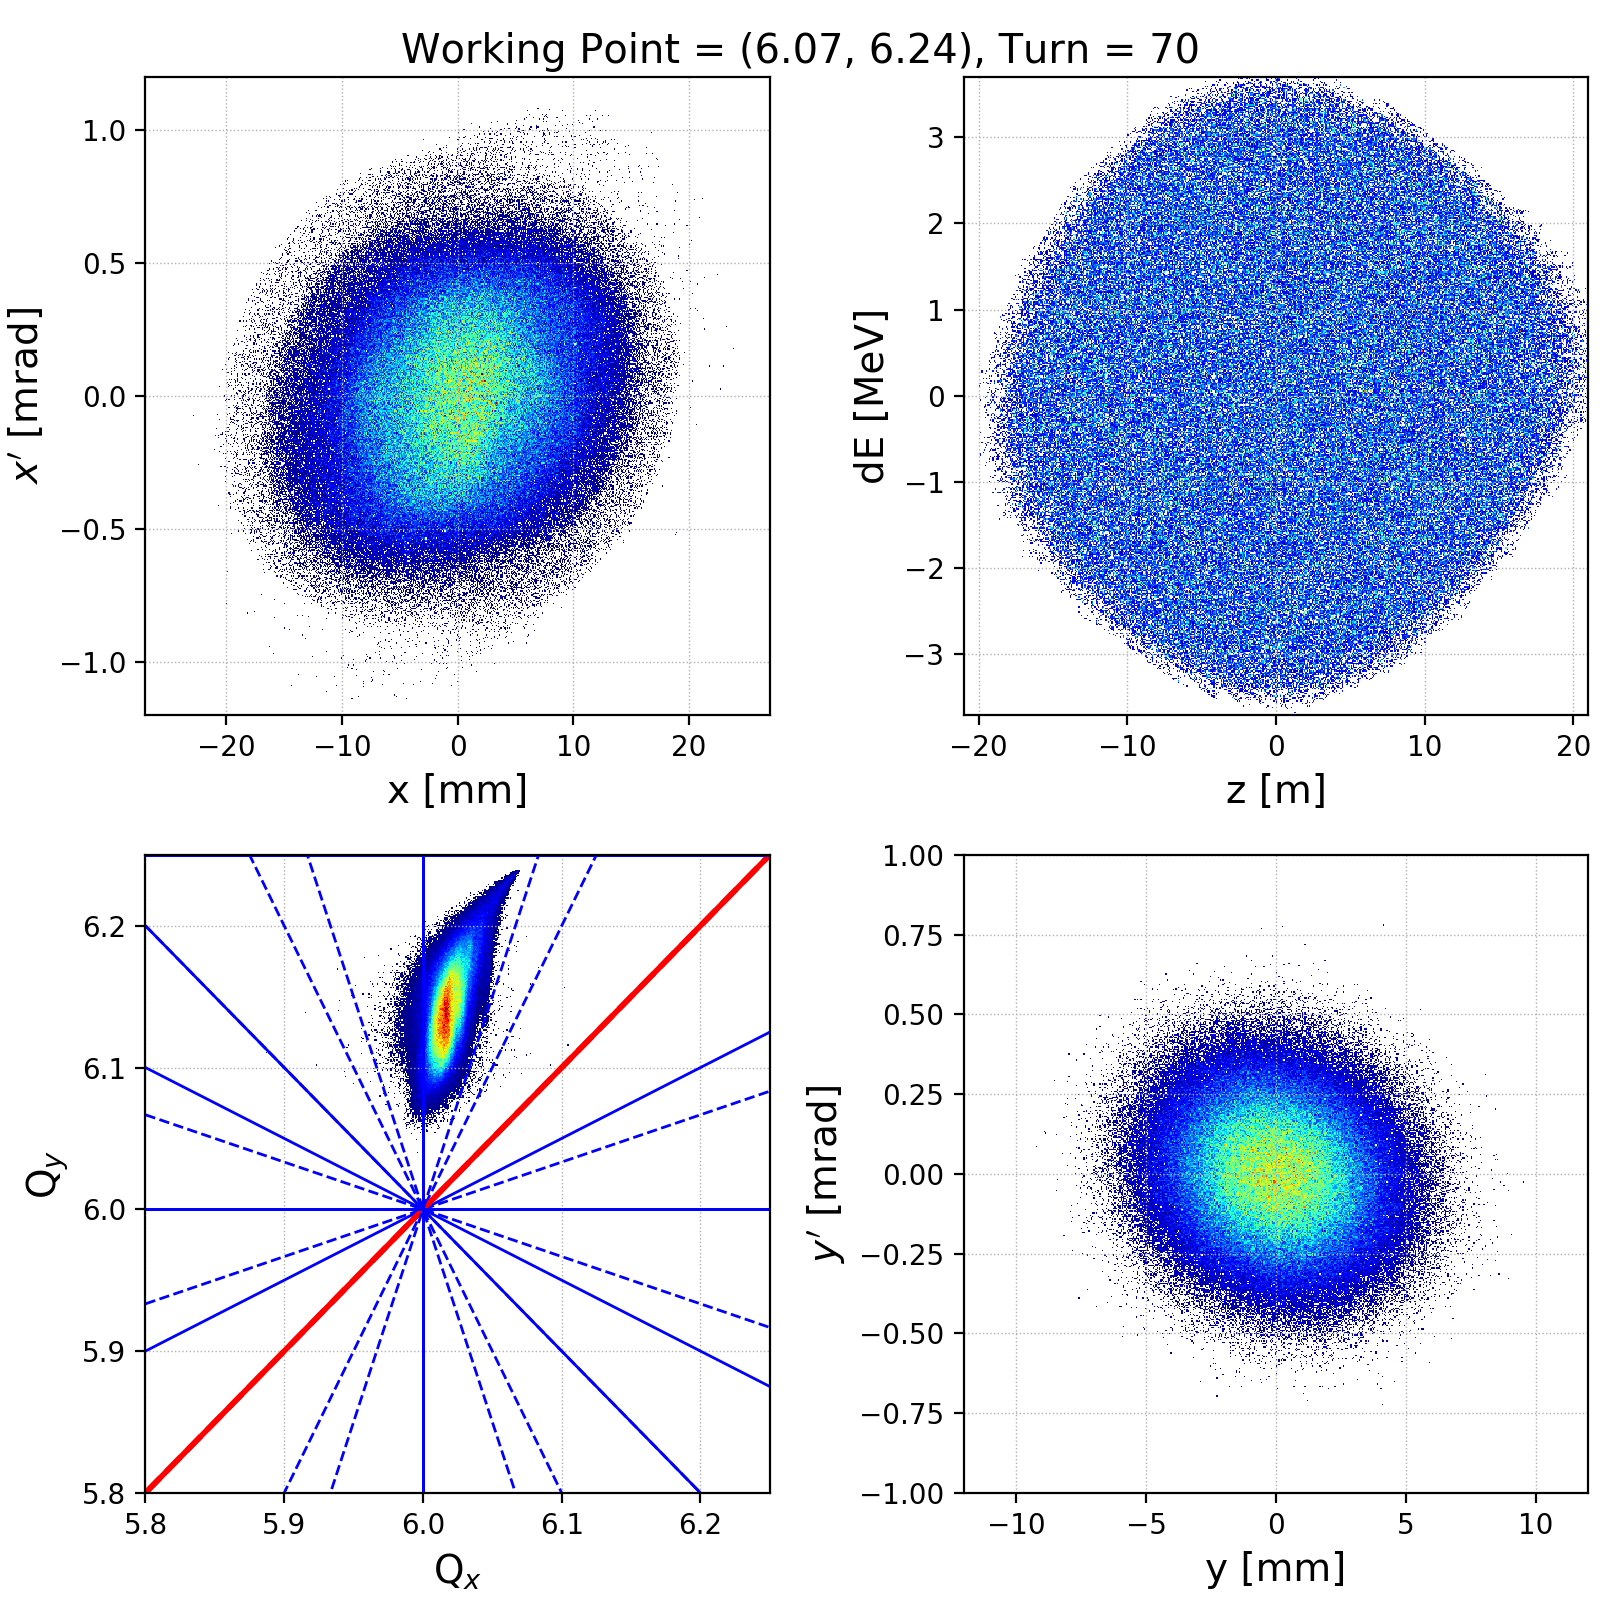 Working Point = (6.07, 6.24), Turn = 70
1.0
0.5
0.0
−0.5
−1.0
x′ [mrad]
−20 −10 0 10 20
x [mm]
3
2
1
0
−1
−2
−3
dE [MeV]
−20 −10 0 10 20
z [m]
6.2
6.1
6.0
5.9
5.8
Qy
5.8 5.9 6.0 6.1 6.2
Qx
1.00
0.75
0.50
0.25
0.00
−0.25
−0.50
−0.75
−1.00
y′ [mrad]
−10 −5 0 5 10
y [mm]